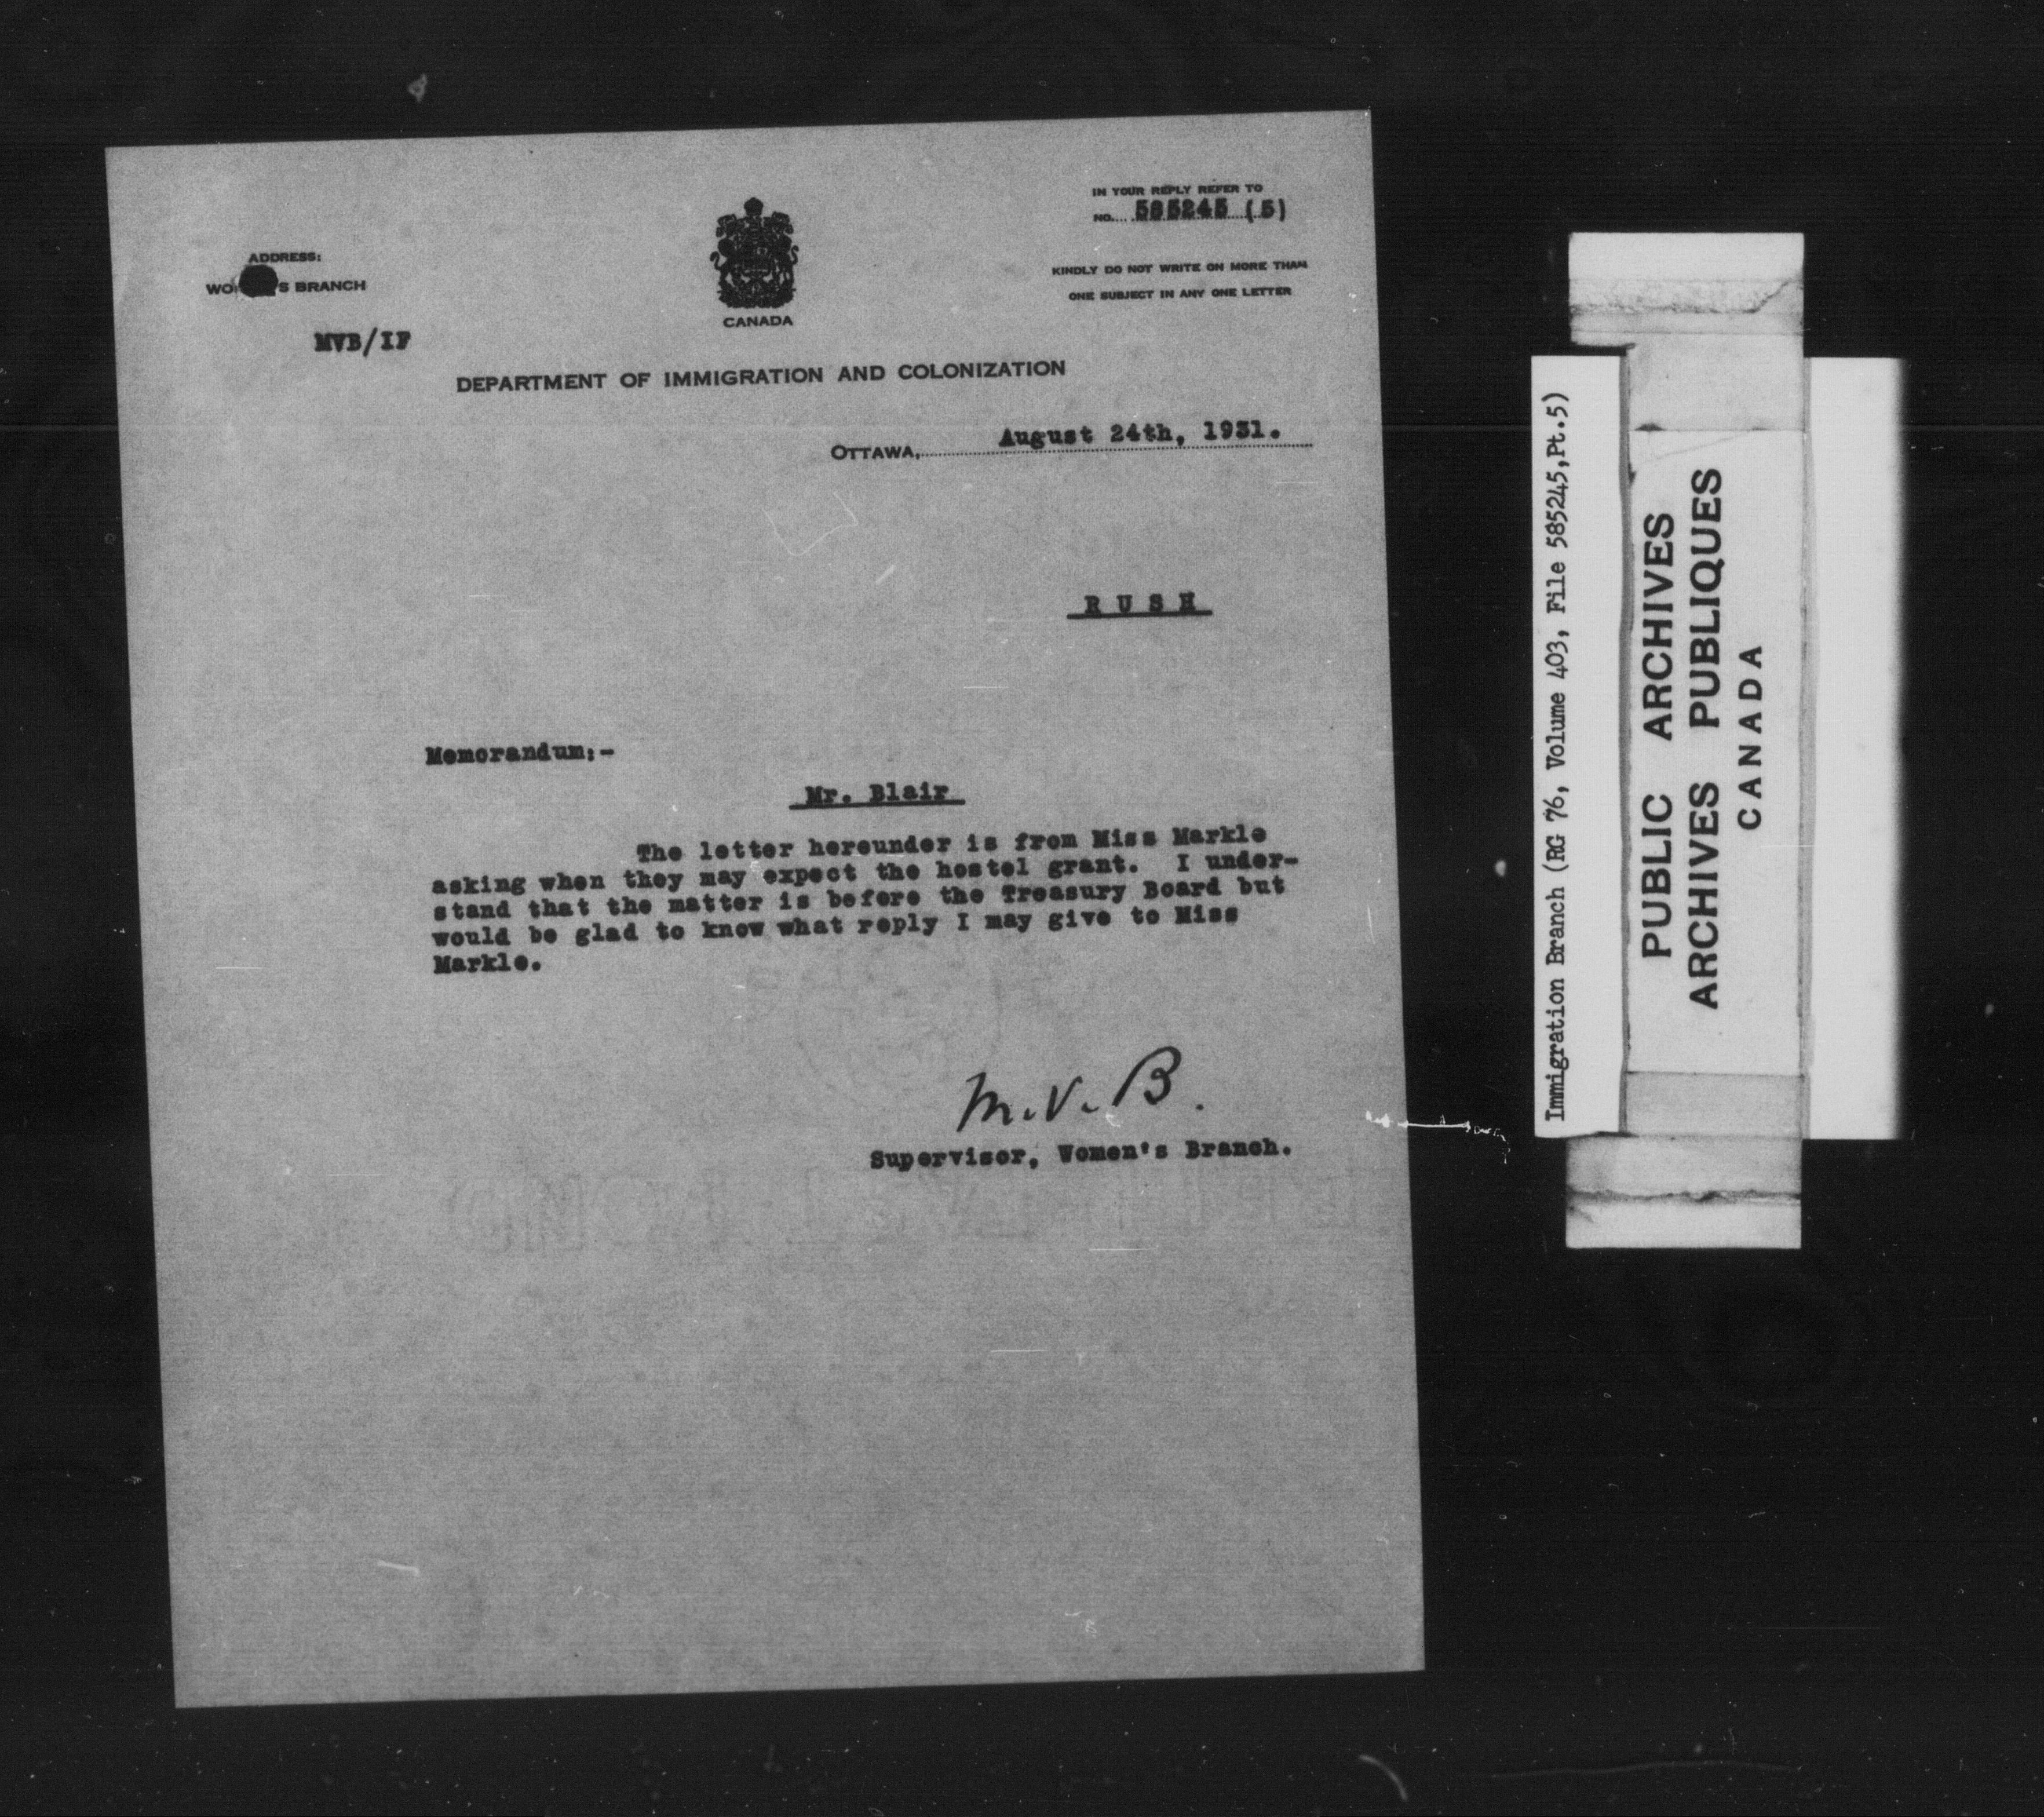 IN YOUR REPLY REFER TO
NO. 585245 (5)
ADDRESS:
WOMEN'S BRANCH
KINDLY DO NOT WRITE ON MORE THAN
ONE SUBJECT IN ANY ONE LETTER
CANADA
MVB/IF
DEPARTMENT OF IMMIGRATION AND COLONIZATION
OTTAWA, August 24th, 1931.
R U S H
Memorandum:-
Mr. Blair
The letter hereunder is from Miss Markle
asking when they may expect the hostel grant. I under-
stand that the matter is before the Treasury Board but
would be glad to know what reply I may give to Miss
Markle.
M.V.B.
Supervisor, Women's Branch.
Immigration Branch (RG 76, Volume 403, File 585245,Pt.5)
PUBLIC ARCHIVES
ARCHIVES PUBLIQUES
CANADA